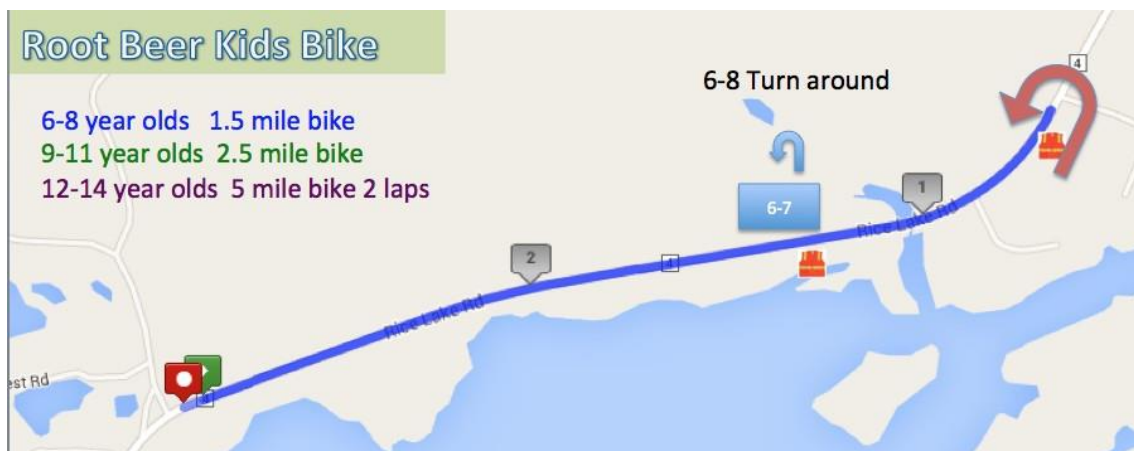 Root Beer Kids Bike
6-8 year olds 1.5 mile bike
9-11 year olds 2.5 mile bike
12-14 year olds 5 mile bike 2 laps
6-8 Turn around
4
6-7
1
Rice Lake Rd
2
4
Rice Lake Rd
est Rd
4